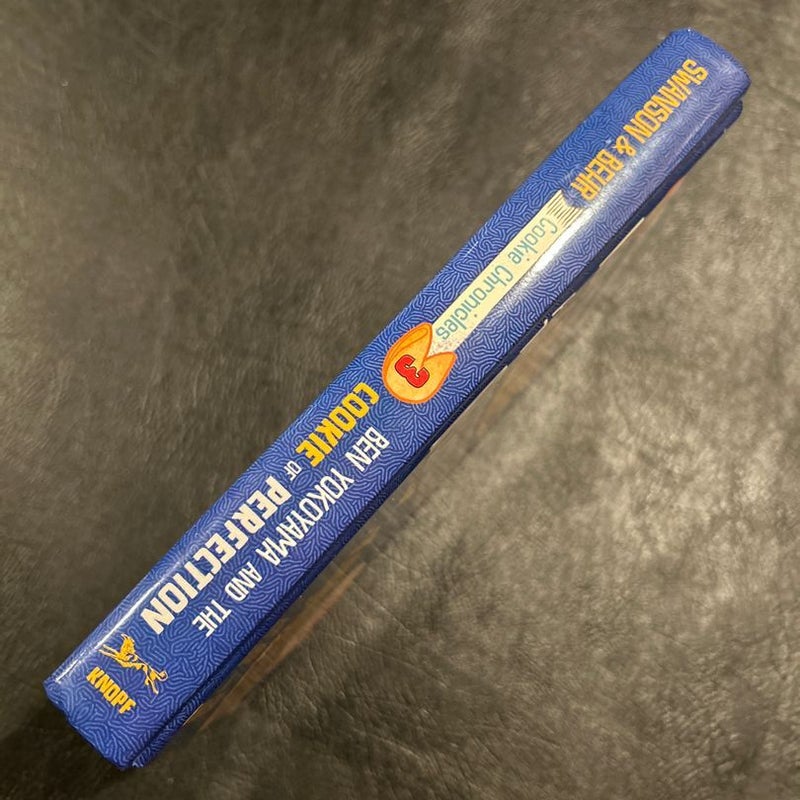 SWANSON & BEHR
Cookie Chronicles
3
BEN YOKOYAMA AND THE
COOKIE OF PERFECTION
KNOPF